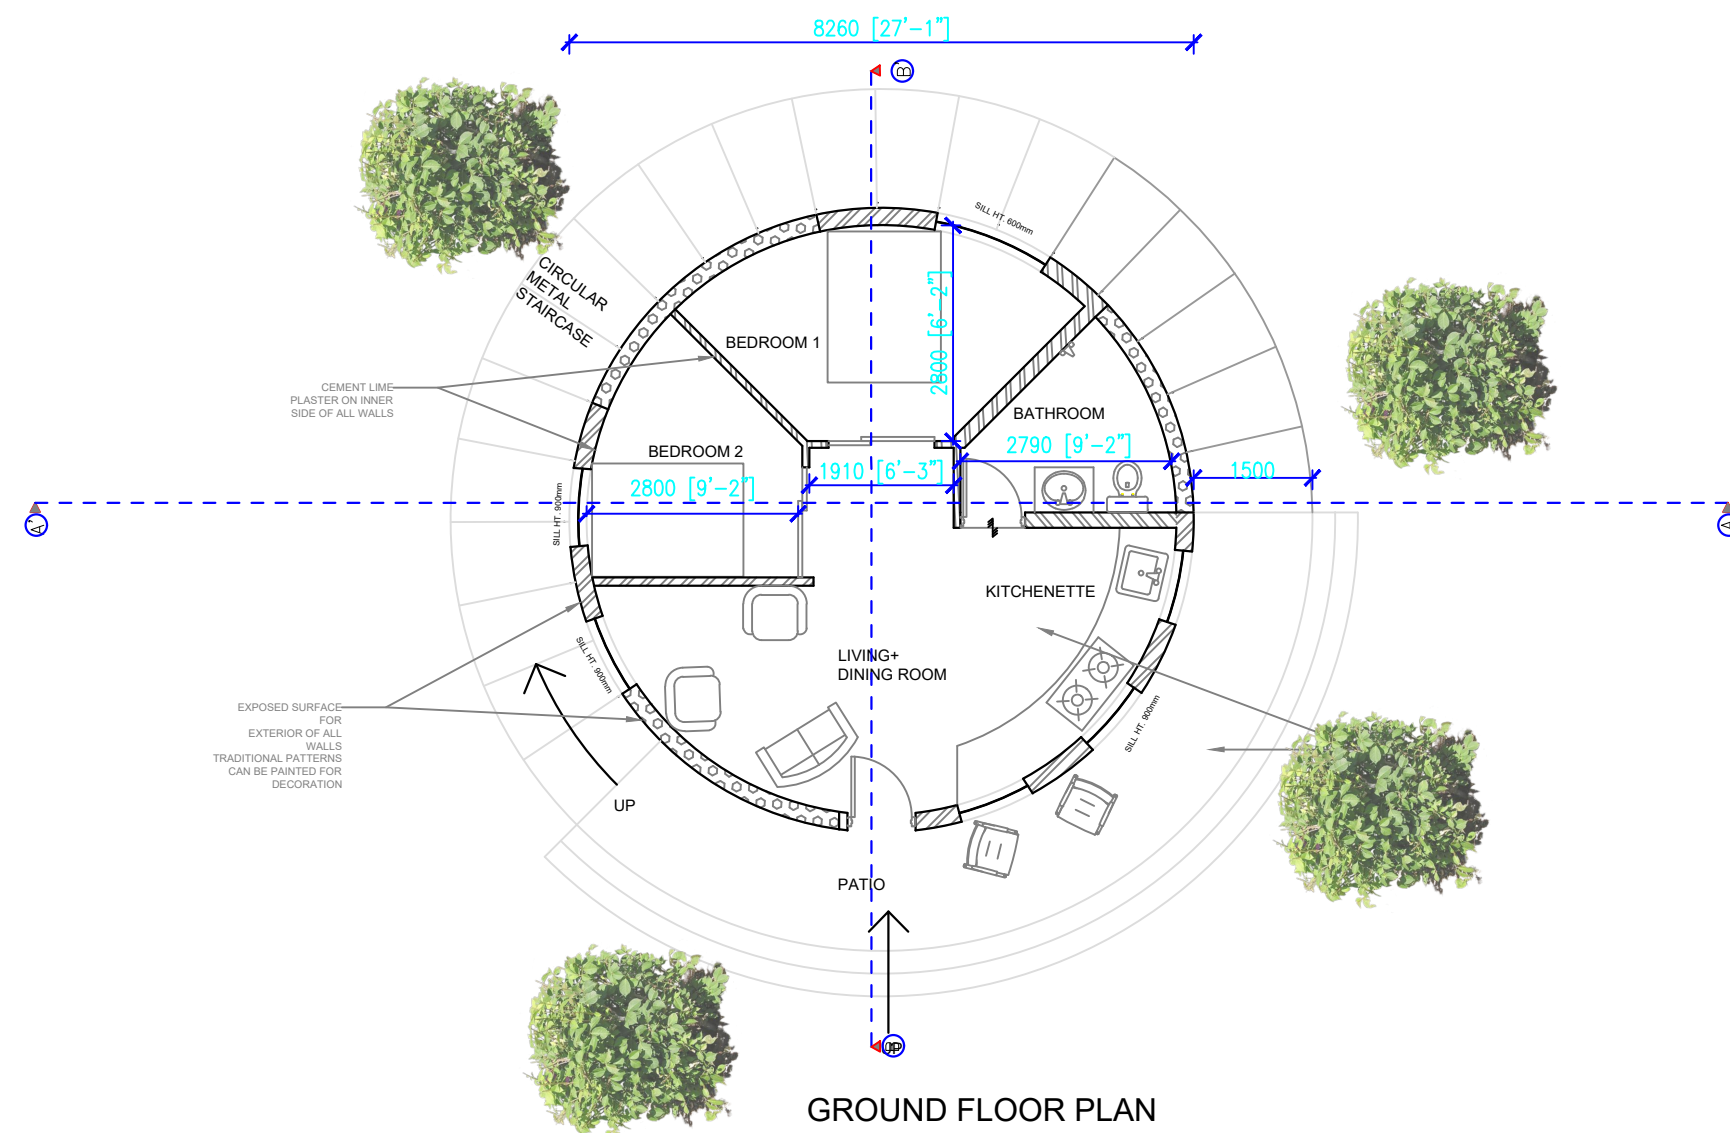 8260 [27'-1"]
B'
SILL HT. 600mm
CIRCULAR
METAL
STAIRCASE
2800 [6'-2"]
BEDROOM 1
CEMENT LIME
PLASTER ON INNER
SIDE OF ALL WALLS
BATHROOM
BEDROOM 2
2790 [9'-2"]
1910 [6'-3"]
1500
2800 [9'-2"]
SILL HT. 900mm
A'
A
KITCHENETTE
SILL HT. 900mm
LIVING+
DINING ROOM
EXPOSED SURFACE
FOR
EXTERIOR OF ALL
WALLS
TRADITIONAL PATTERNS
CAN BE PAINTED FOR
DECORATION
SILL HT. 900mm
UP
PATIO
GROUND FLOOR PLAN